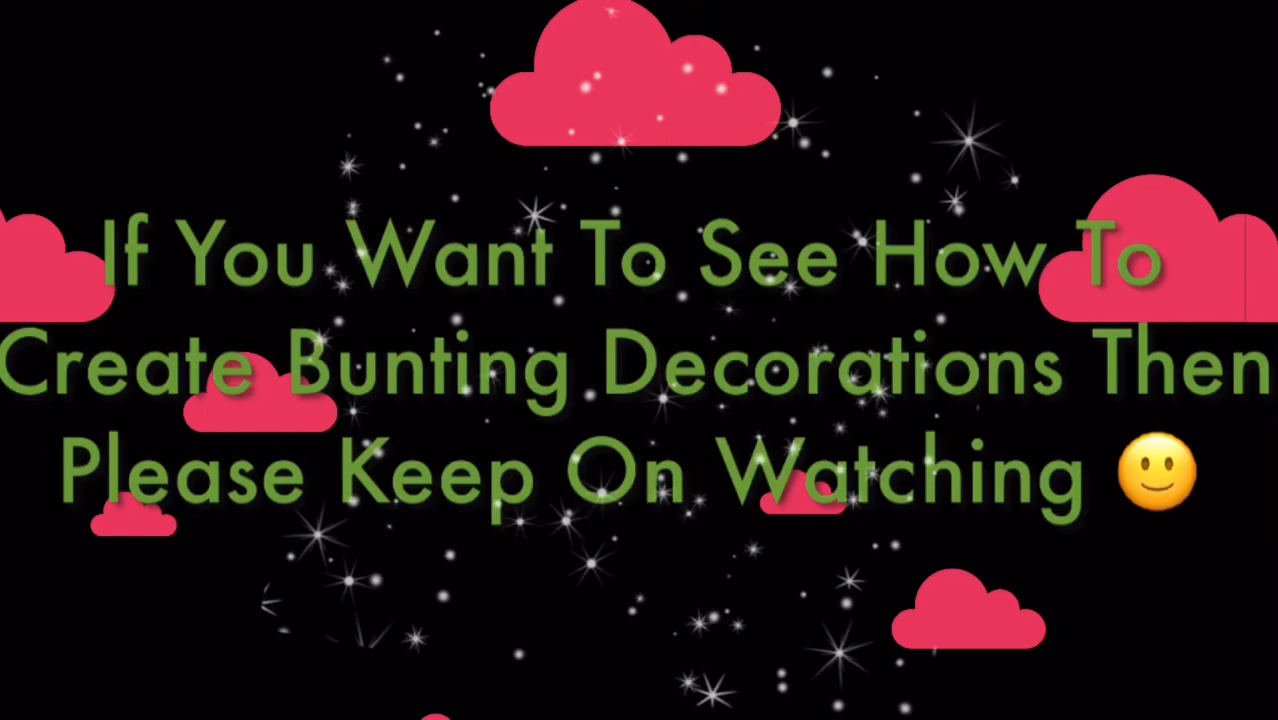 If You Want To See How To
Create Bunting Decorations Then
Please Keep On Watching 🙂